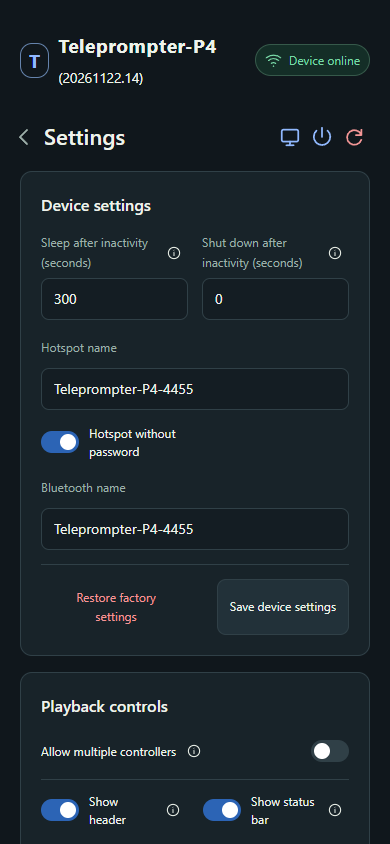 T
Teleprompter-P4
(20261122.14)
Device online
Settings
Device settings
Sleep after inactivity
(seconds)
Shut down after
inactivity (seconds)
300
0
Hotspot name
Teleprompter-P4-4455
Hotspot without
password
Bluetooth name
Teleprompter-P4-4455
Restore factory
settings
Save device settings
Playback controls
Allow multiple controllers
Show
header
Show status
bar